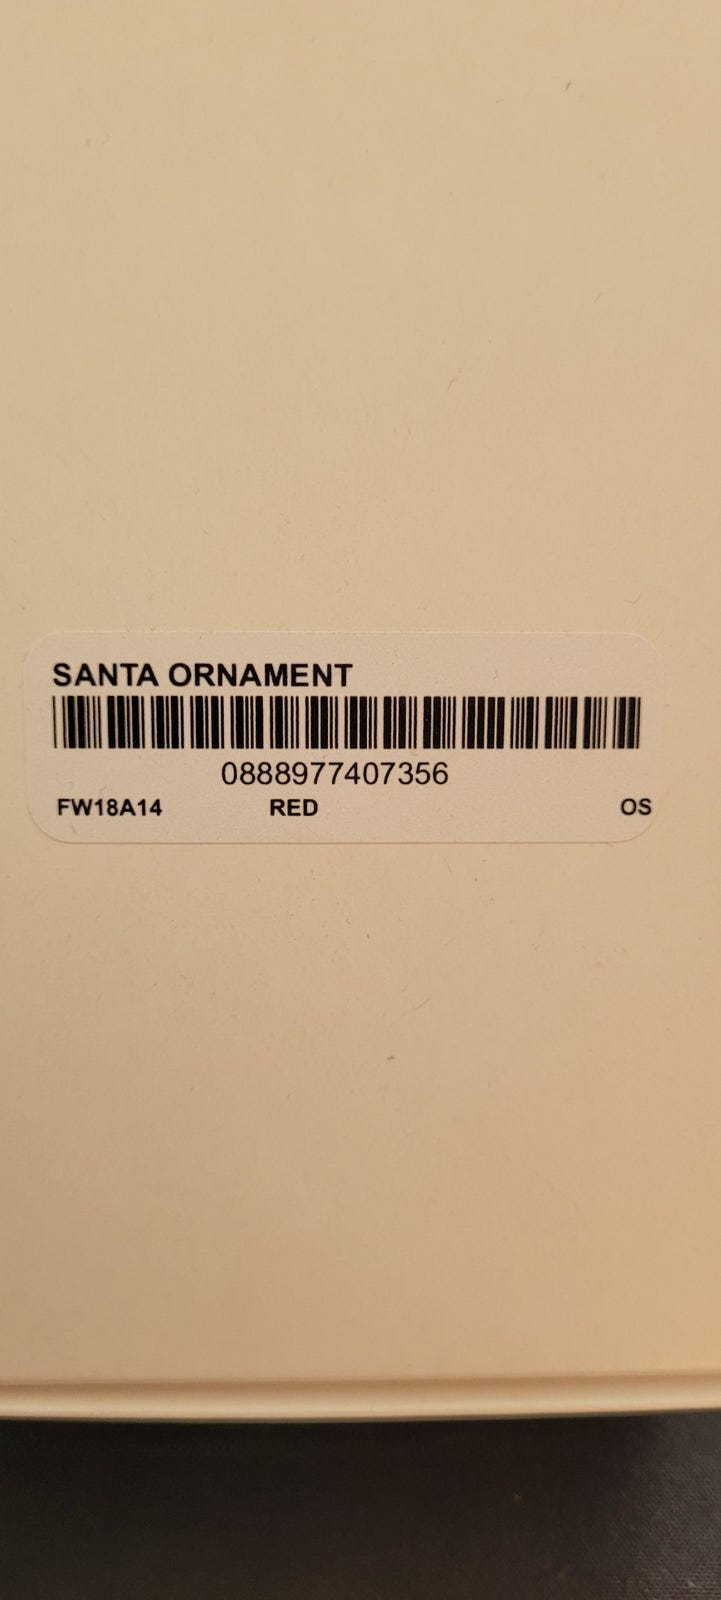 SANTA ORNAMENT
0888977407356
FW18A14 RED OS